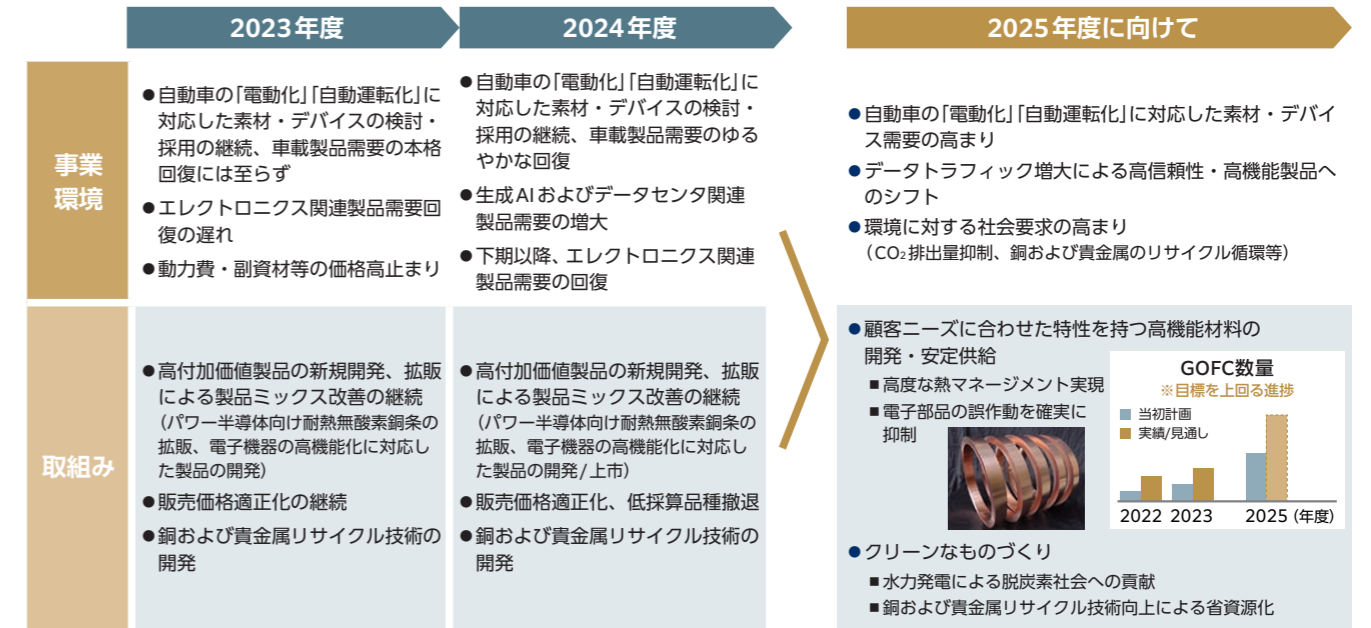 2023年度
2024年度
2025年度に向けて
事業
環境
●自動車の「電動化」「自動運転化」に
対応した素材・デバイスの検討・
採用の継続、車載製品需要の本格
回復には至らず
●エレクトロニクス関連製品需要回
復の遅れ
●動力費・副資材等の価格高止まり
●自動車の「電動化」「自動運転化」に
対応した素材・デバイスの検討・
採用の継続、車載製品需要のゆる
やかな回復
●生成AIおよびデータセンタ関連
製品需要の増大
●下期以降、エレクトロニクス関連
製品需要の回復
●自動車の「電動化」「自動運転化」に対応した素材・デバイ
ス需要の高まり
●データトラフィック増大による高信頼性・高機能製品へ
のシフト
●環境に対する社会要求の高まり
（CO₂排出量抑制、銅および貴金属のリサイクル循環等）
取組み
●高付加価値製品の新規開発、拡販
による製品ミックス改善の継続
（パワー半導体向け耐熱無酸素銅条の
拡販、電子機器の高機能化に対応し
た製品の開発）
●販売価格適正化の継続
●銅および貴金属リサイクル技術の
開発
●高付加価値製品の新規開発、拡販
による製品ミックス改善の継続
（パワー半導体向け耐熱無酸素銅条の
拡販、電子機器の高機能化に対応し
た製品の開発/上市）
●販売価格適正化、低採算品種撤退
●銅および貴金属リサイクル技術の
開発
●顧客ニーズに合わせた特性を持つ高機能材料の
開発・安定供給
■高度な熱マネージメント実現
■電子部品の誤作動を確実に
抑制
GOFC数量
※目標を上回る進捗
当初計画
実績/見通し
2022 2023 2025（年度）
●クリーンなものづくり
■水力発電による脱炭素社会への貢献
■銅および貴金属リサイクル技術向上による省資源化